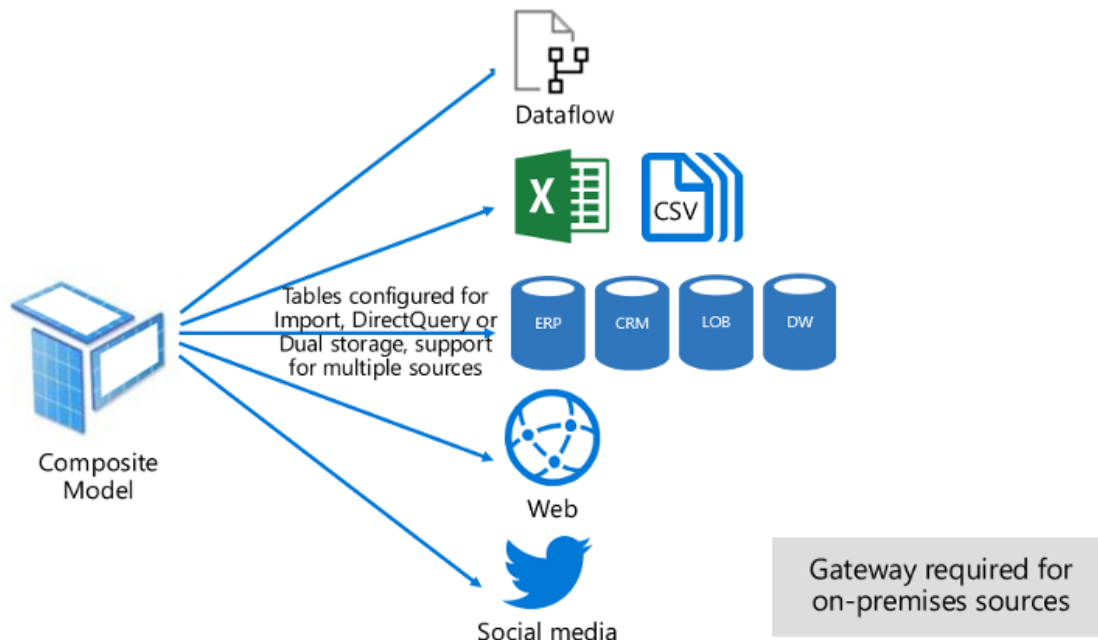 Dataflow
X
CSV
Tables configured for
Import, DirectQuery or
Dual storage, support
for multiple sources
ERP
CRM
LOB
DW
Composite
Model
Web
Social media
Gateway required for
on-premises sources